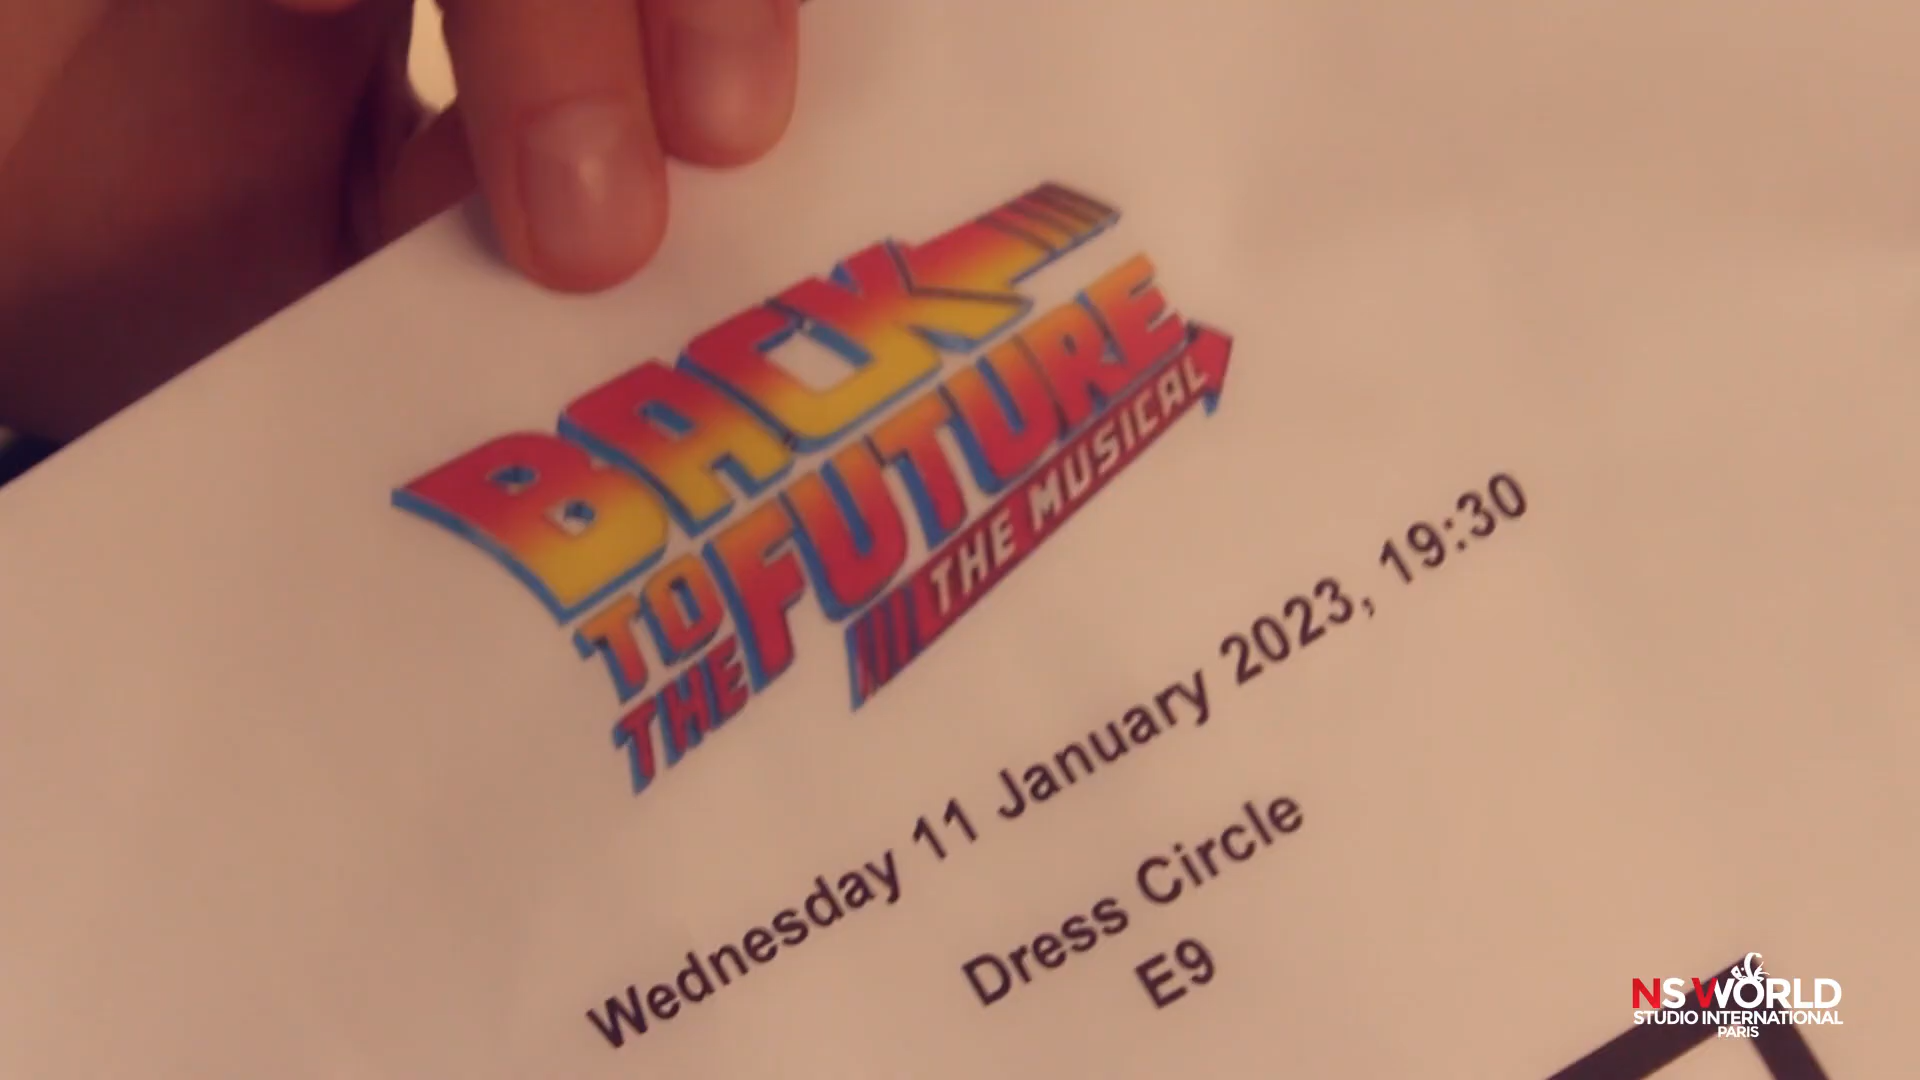 BACK
TO THE FUTURE
THE MUSICAL
Wednesday 11 January 2023, 19:30
Dress Circle
E9
NS WORLD
STUDIO INTERNATIONAL
PARIS